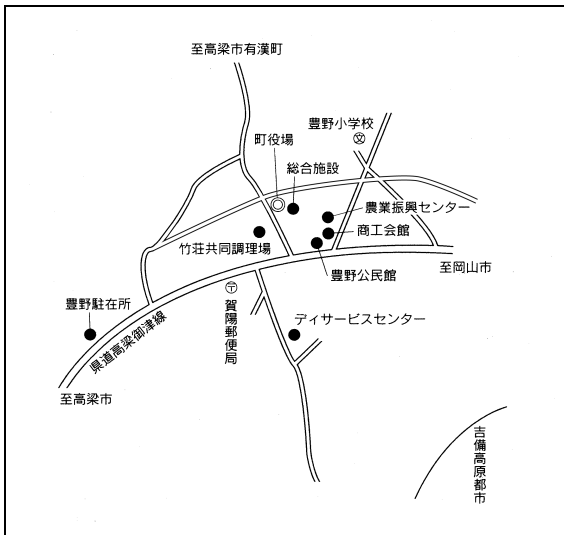 至高梁市有漢町
豊野小学校
町役場
文
総合施設
農業振興センター
商工会館
竹荘共同調理場
豊野公民館
至岡山市
〒
賀陽郵便局
豊野駐在所
県道高梁御津線
ディサービスセンター
至高梁市
吉備高原都市